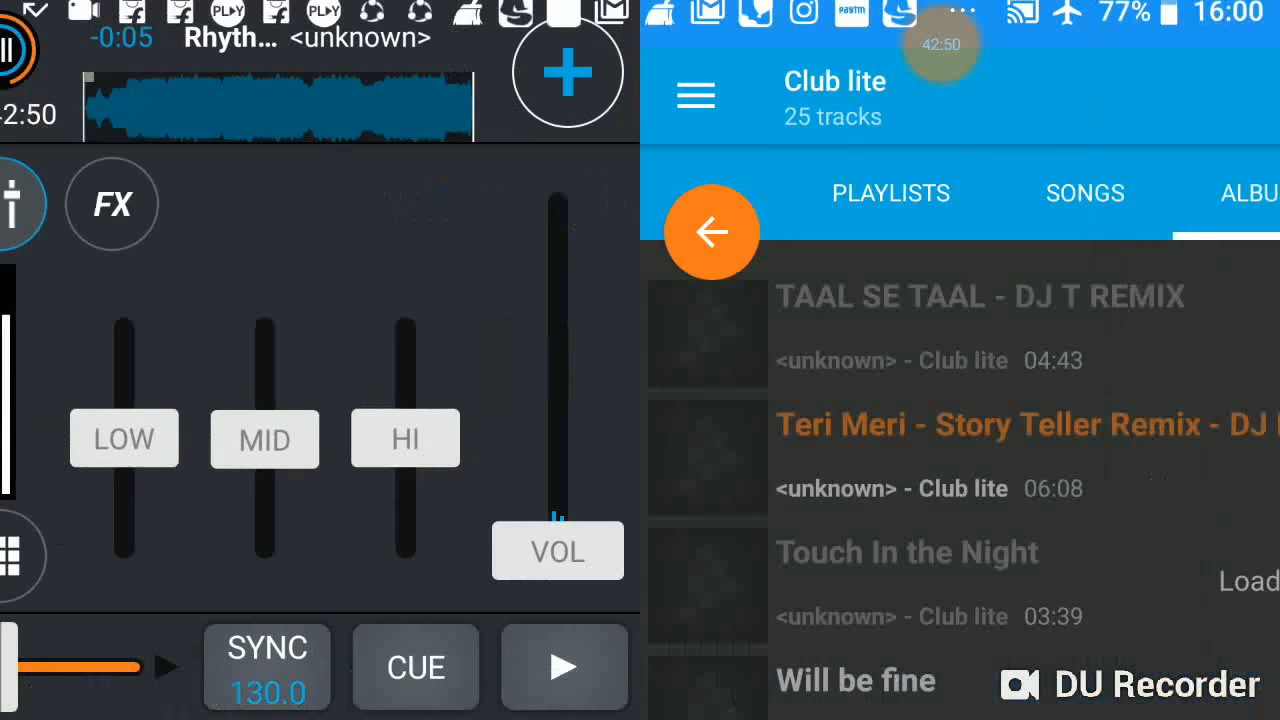 PLAY PLAY
-0:05 Rhyth... <unknown>
2:50
FX
LOW MID HI
VOL
SYNC
130.0
CUE
paytm 77% 16:00
42:50
Club lite
25 tracks
PLAYLISTS SONGS ALBU
TAAL SE TAAL - DJ T REMIX
<unknown> - Club lite 04:43
Teri Meri - Story Teller Remix - DJ
<unknown> - Club lite 06:08
Touch In the Night
Load
<unknown> - Club lite 03:39
Will be fine
DU Recorder